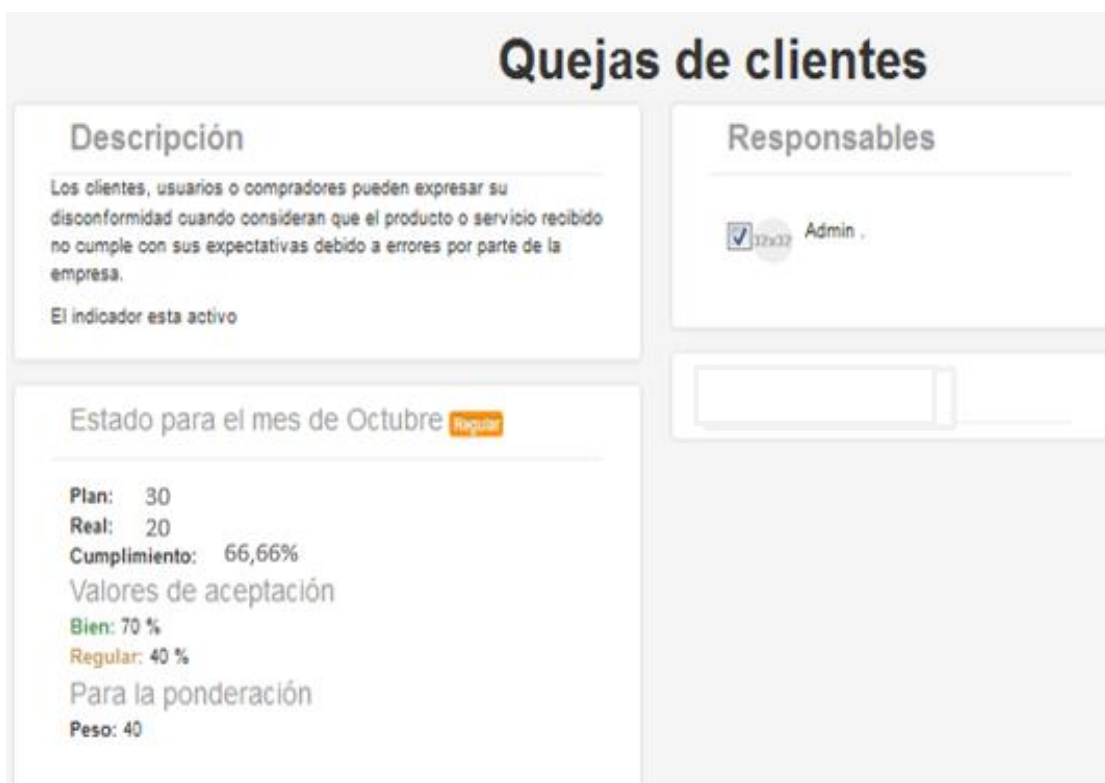 Quejas de clientes
Descripción
Los clientes, usuarios o compradores pueden expresar su
disconformidad cuando consideran que el producto o servicio recibido
no cumple con sus expectativas debido a errores por parte de la
empresa.
El indicador esta activo
Responsables
32x32 Admin .
Estado para el mes de Octubre Regular
Plan: 30
Real: 20
Cumplimiento: 66,66%
Valores de aceptación
Bien: 70 %
Regular: 40 %
Para la ponderación
Peso: 40